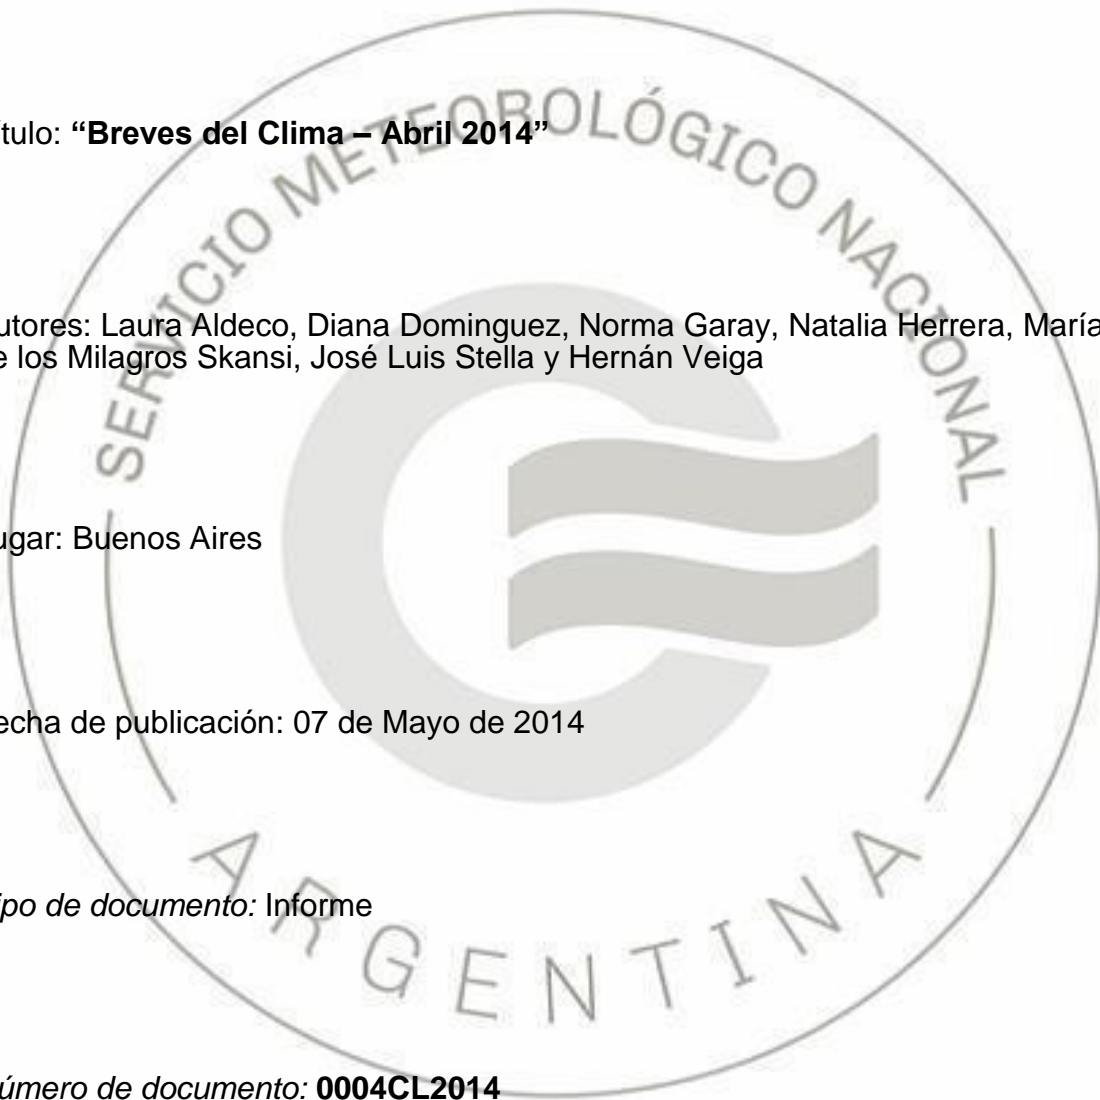 tulo: “Breves del Clima – Abril 2014”
utores: Laura Aldeco, Diana Dominguez, Norma Garay, Natalia Herrera, María
e los Milagros Skansi, José Luis Stella y Hernán Veiga
ugar: Buenos Aires
echa de publicación: 07 de Mayo de 2014
ipo de documento: Informe
úmero de documento: 0004CL2014
SERVICIO METEOROLÓGICO NACIONAL
ARGENTINA